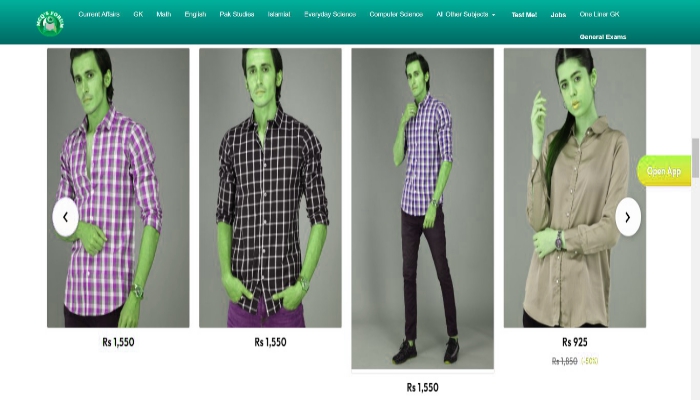 MCQ'S FORUM
Current Affairs GK Math English Pak Studies Islamiat Everyday Science Computer Science All Other Subjects Test Me! Jobs One Liner GK
General Exams
Open App
Rs 1,550
Rs 1,550
Rs 925
Rs 1,850 (-50%)
Rs 1,550